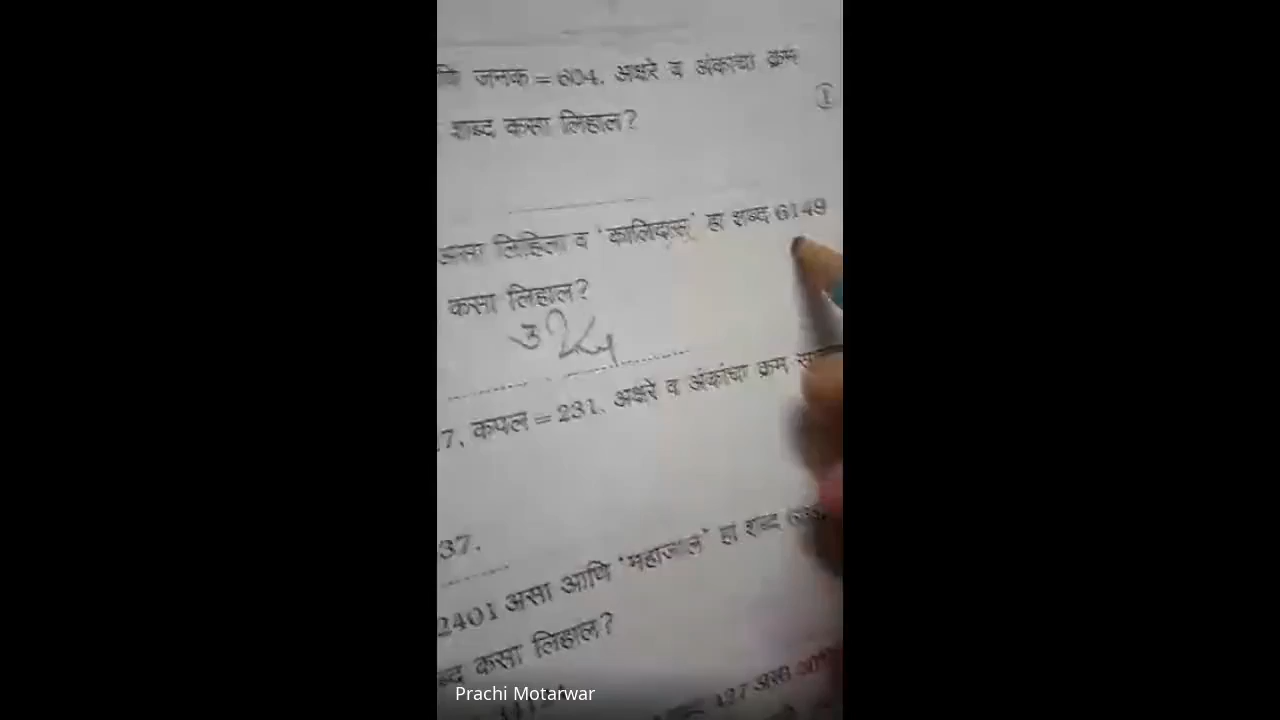 जनक = 604. अक्षरे व अंकाचा क्रम
1
शब्द कसा लिहाल?
असा लिहिला व 'कालिदास' हा शब्द 6149
कसा लिहाल?
7, कपल = 231. अक्षरे व अंकांचा क्रम
37.
2401 असा आणि 'महाजाल' हा शब्द
कसा लिहाल?
Prachi Motarwar